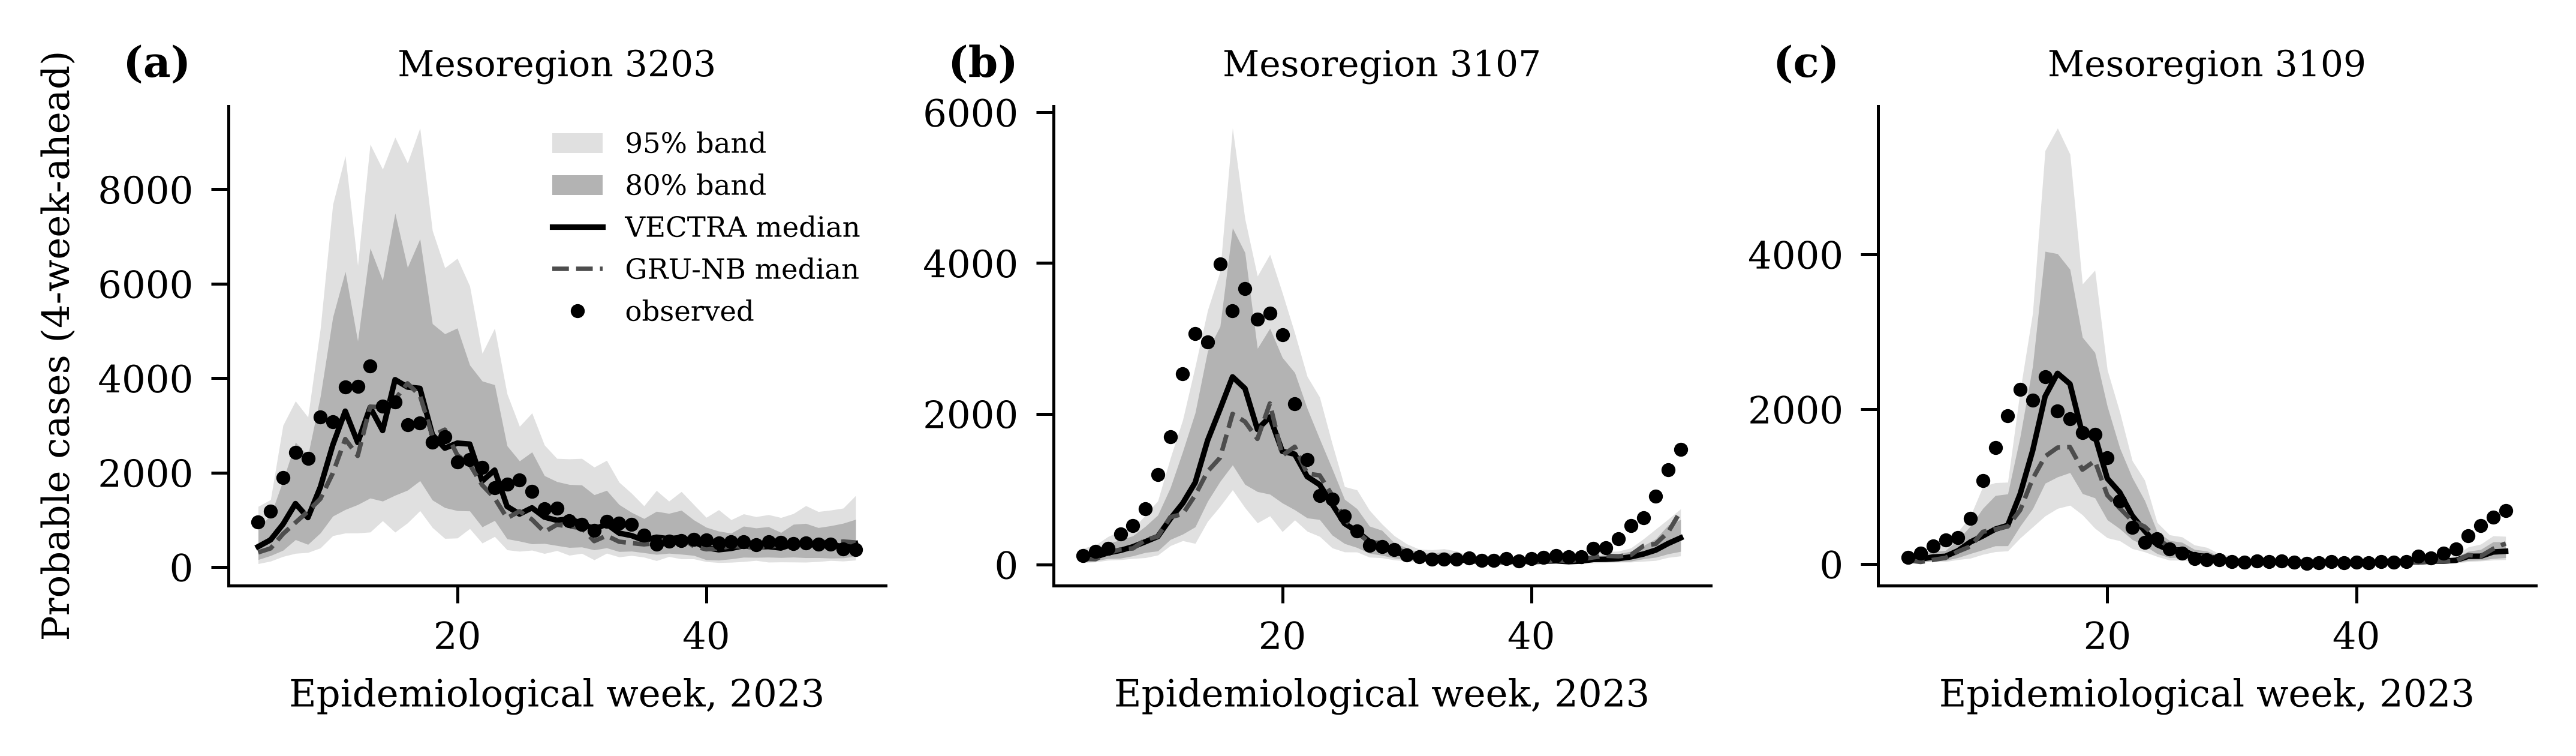 (a) Mesoregion 3203
Probable cases (4-week-ahead)
8000
6000
4000
2000
0
95% band
80% band
VECTRA median
GRU-NB median
observed
20 40
Epidemiological week, 2023
(b) Mesoregion 3107
6000
4000
2000
0
20 40
Epidemiological week, 2023
(c) Mesoregion 3109
4000
2000
0
20 40
Epidemiological week, 2023